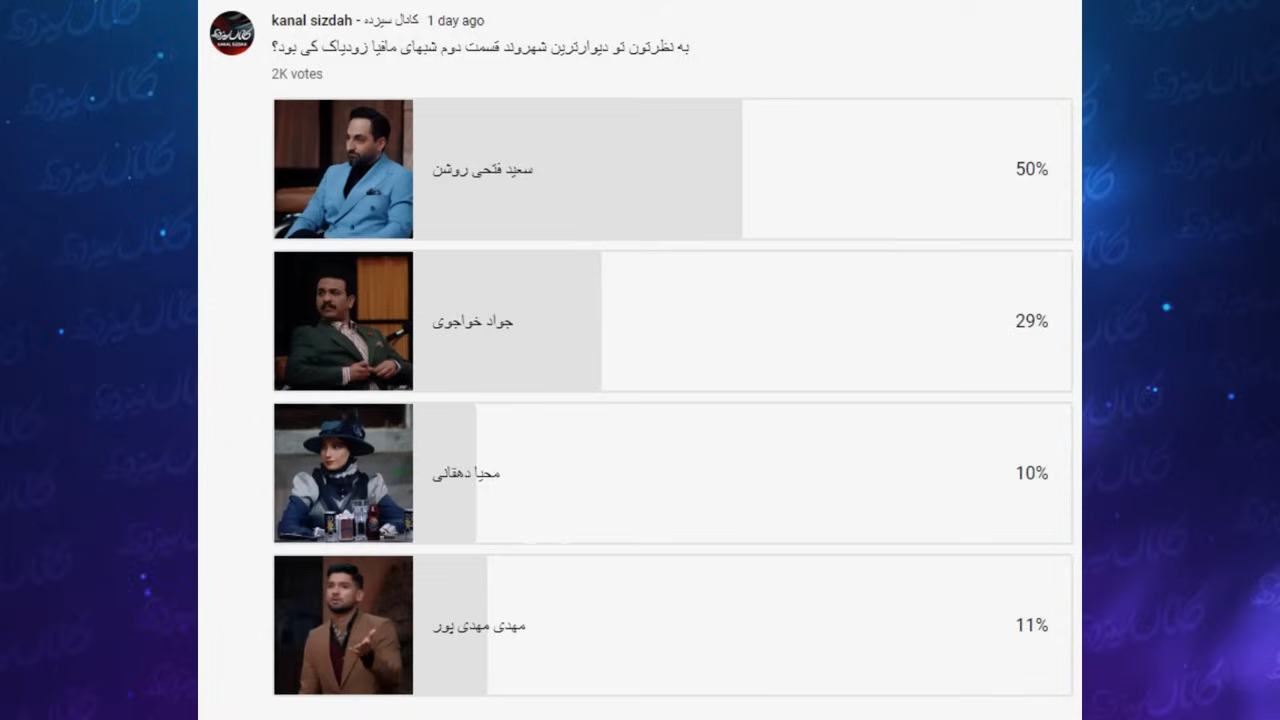 kanal sizdah - کانال سیزده 1 day ago
به نظرتون تو دیوارترین شهروند قسمت دوم شبهای مافیا زودیاک کی بود؟
2K votes
سعید فتحی روشن 50%
جواد خواجوی 29%
محیا دهقانی 10%
مهدی مهدی پور 11%